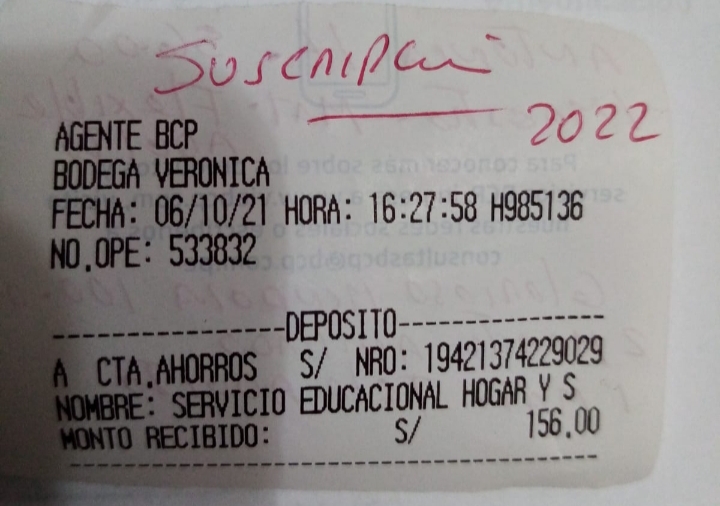 Suscripción
2022
AGENTE BCP
BODEGA VERONICA
FECHA: 06/10/21 HORA: 16:27:58 H985136
NO.OPE: 533832
----------------DEPOSITO----------------
A CTA.AHORROS S/ NRO: 19421374229029
NOMBRE: SERVICIO EDUCACIONAL HOGAR Y S
MONTO RECIBIDO: S/ 156.00
----------------------------------------